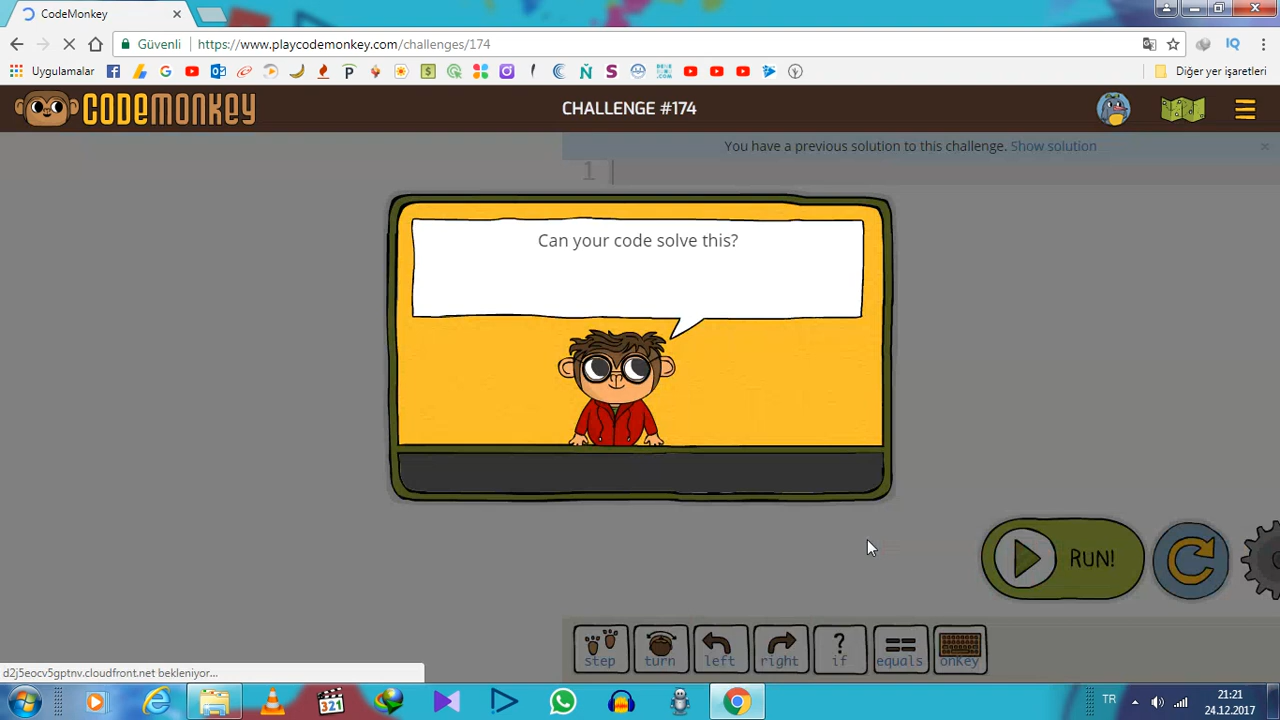 CodeMonkey
Güvenli
https://www.playcodemonkey.com/challenges/174
IQ
Uygulamalar
Diğer yer işaretleri
CODEMONKEY
CHALLENGE #174
You have a previous solution to this challenge. Show solution
1
Can your code solve this?
RUN!
step
turn
left
right
if
equals
onKey
d2j5eocv5gptnv.cloudfront.net bekleniyor...
321
TR
21:21
24.12.2017